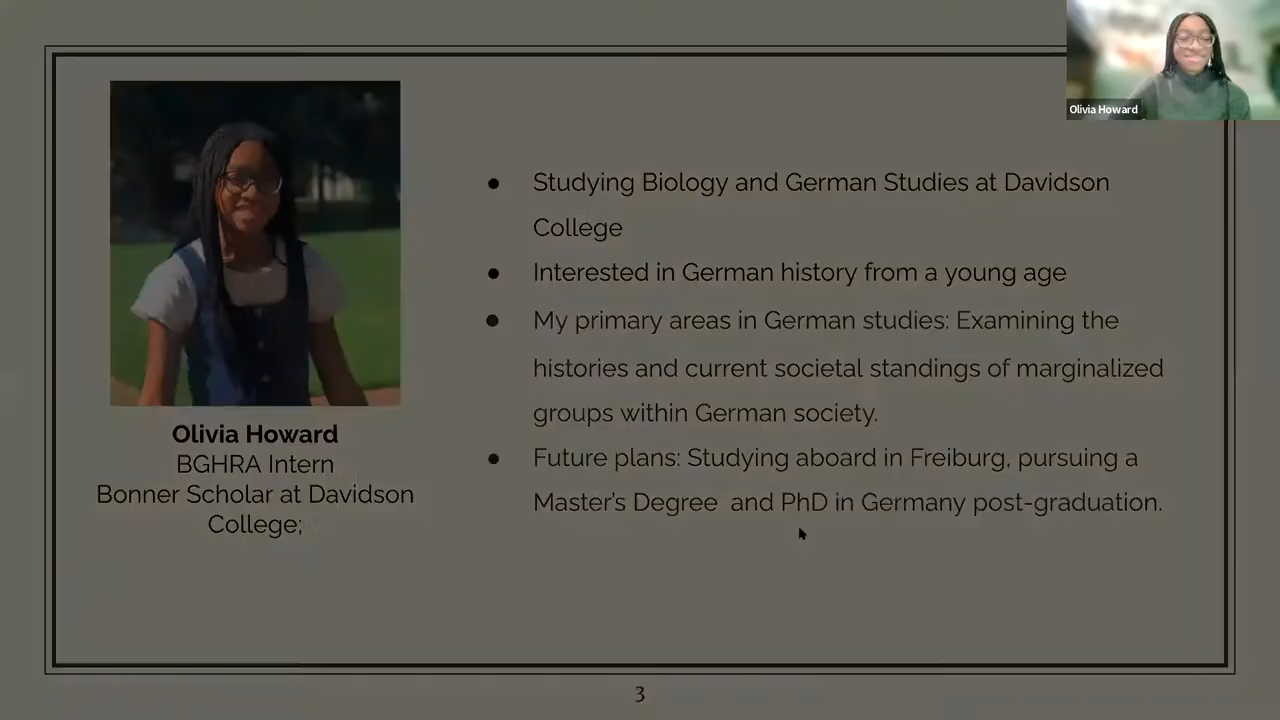 Olivia Howard
● Studying Biology and German Studies at Davidson
College
● Interested in German history from a young age
● My primary areas in German studies: Examining the
histories and current societal standings of marginalized
groups within German society.
● Future plans: Studying aboard in Freiburg, pursuing a
Master's Degree  and PhD in Germany post-graduation.
Olivia Howard
BGHRA Intern
Bonner Scholar at Davidson
College;
3